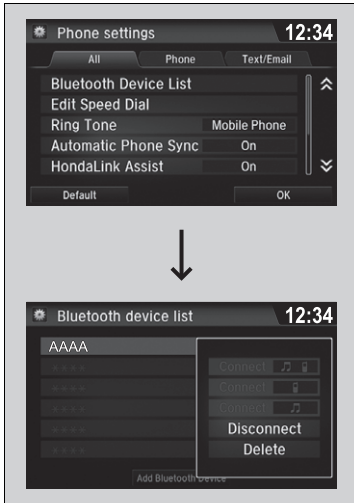 Phone settings 12:34
All Phone Text/Email
Bluetooth Device List
Edit Speed Dial
Ring Tone Mobile Phone
Automatic Phone Sync On
HondaLink Assist On
Default OK
Bluetooth device list 12:34
AAAA
++++ Connect
++++ Connect
++++ Connect
++++ Disconnect
++++ Delete
Add Bluetooth Device